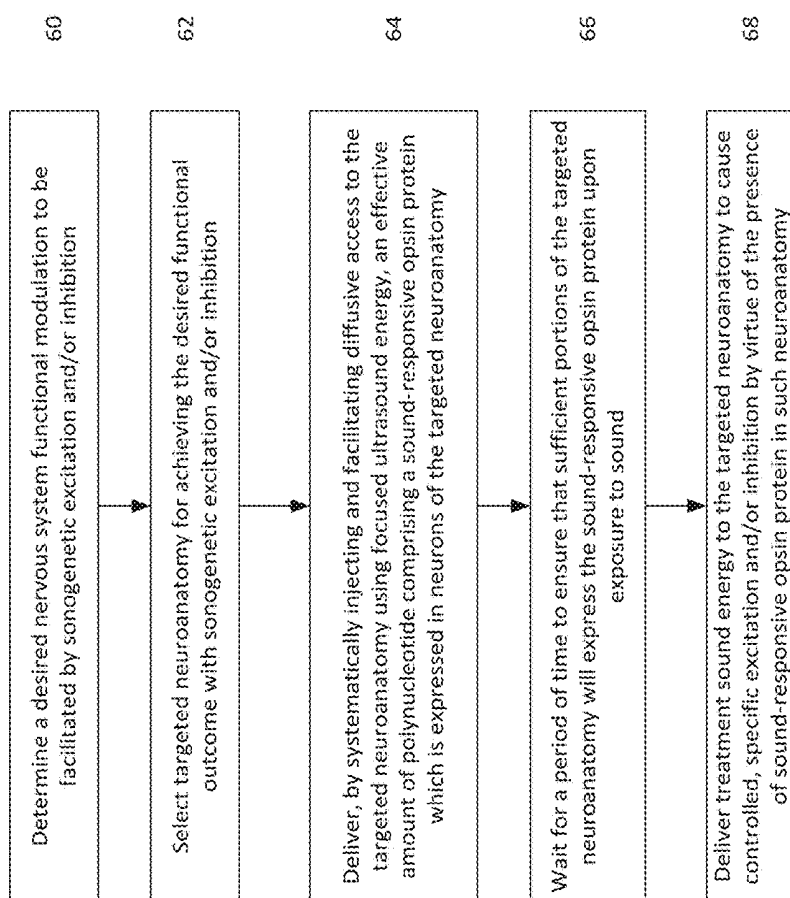 Determine a desired nervous system functional modulation to be
facilitated by sonogenetic excitation and/or inhibition
60
Select targeted neuroanatomy for achieving the desired functional
outcome with sonogenetic excitation and/or inhibition
62
Deliver, by systematically injecting and facilitating diffusive access to the
targeted neuroanatomy using focused ultrasound energy, an effective
amount of polynucleotide comprising a sound-responsive opsin protein
which is expressed in neurons of the targeted neuroanatomy
64
Wait for a period of time to ensure that sufficient portions of the targeted
neuroanatomy will express the sound-responsive opsin protein upon
exposure to sound
66
Deliver treatment sound energy to the targeted neuroanatomy to cause
controlled, specific excitation and/or inhibition by virtue of the presence
of sound-responsive opsin protein in such neuroanatomy
68